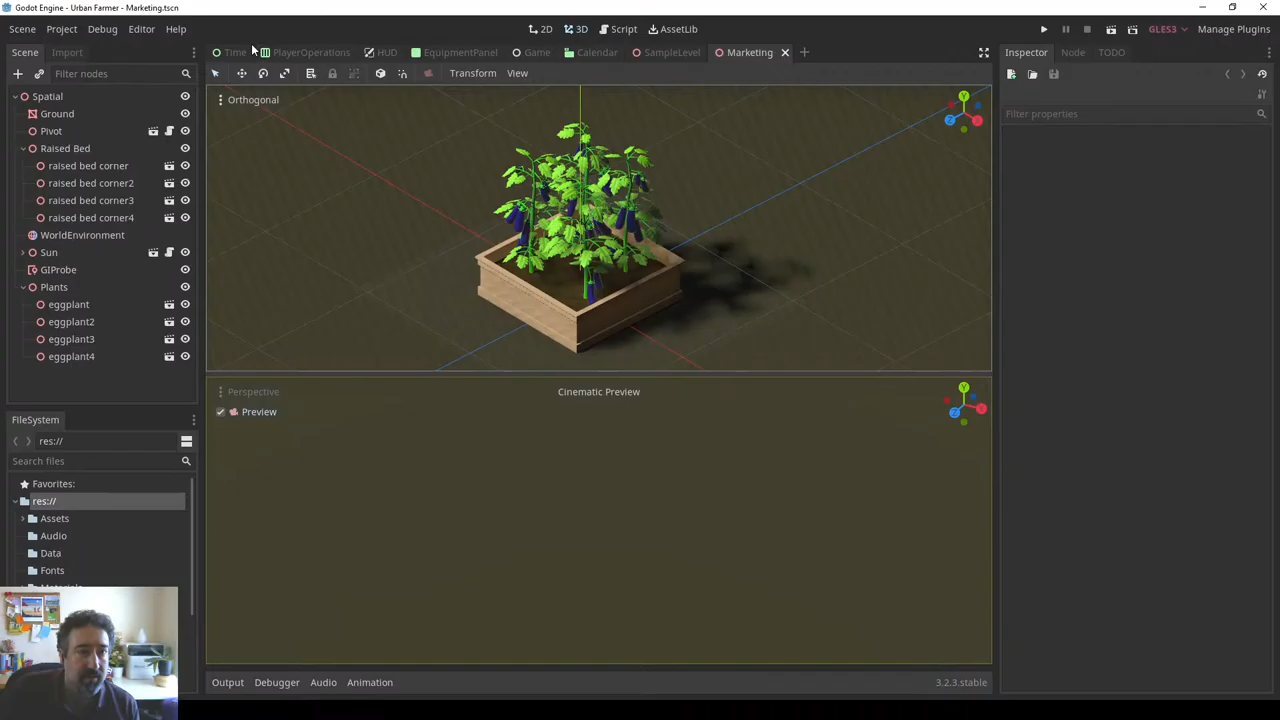 Godot Engine - Urban Farmer - Marketing.tscn
Scene Project Debug Editor Help
2D 3D Script AssetLib
GLES3 Manage Plugins
Scene Import
Time PlayerOperations HUD EquipmentPanel Game Calendar SampleLevel Marketing
Inspector Node TODO
Filter nodes
Transform View
Spatial
Ground
Pivot
Raised Bed
raised bed corner
raised bed corner2
raised bed corner3
raised bed corner4
WorldEnvironment
Sun
GIProbe
Plants
eggplant
eggplant2
eggplant3
eggplant4
Orthogonal
Y
Z
X
Filter properties
FileSystem
res://
Search files
Favorites:
res://
Assets
Audio
Data
Fonts
Perspective
Cinematic Preview
Preview
Y
Z
X
Output Debugger Audio Animation
3.2.3.stable